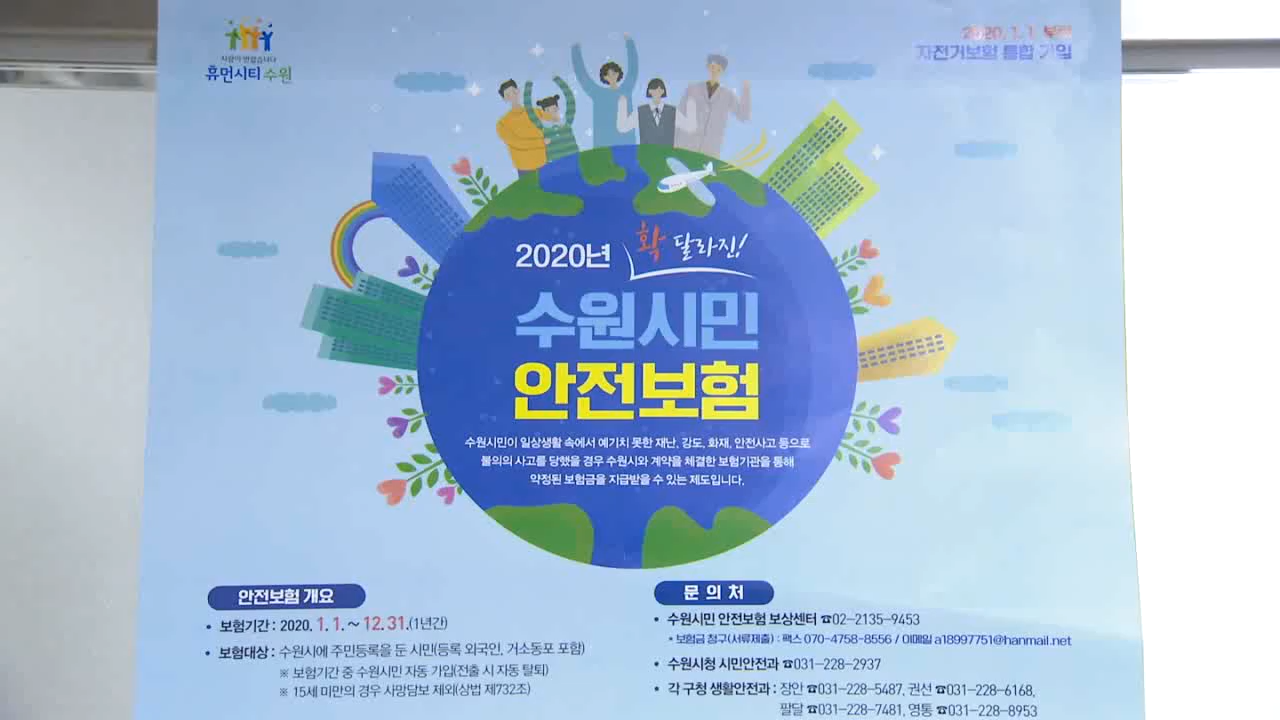 사람이 반갑습니다
휴먼시티 수원
2020. 1. 1. 부터
자전거보험 통합 가입
2020년 확 달라진!
수원시민
안전보험
수원시민이 일상생활 속에서 예기치 못한 재난, 강도, 화재, 안전사고 등으로
불의의 사고를 당했을 경우 수원시와 계약을 체결한 보험기관을 통해
약정된 보험금을 지급받을 수 있는 제도입니다.
안전보험 개요
• 보험기간 : 2020. 1. 1. ~ 12. 31.(1년간)
• 보험대상 : 수원시에 주민등록을 둔 시민(등록 외국인, 거소동포 포함)
※ 보험기간 중 수원시민 자동 가입(전출 시 자동 탈퇴)
※ 15세 미만의 경우 사망담보 제외(상법 제732조)
문 의 처
• 수원시민 안전보험 보상센터 ☎02-2135-9453
* 보험금 청구(서류제출) : 팩스 070-4758-8556 / 이메일 a18997751@hanmail.net
• 수원시청 시민안전과 ☎031-228-2937
• 각 구청 생활안전과 : 장안 ☎031-228-5487, 권선 ☎031-228-6168,
팔달 ☎031-228-7481, 영통 ☎031-228-8953